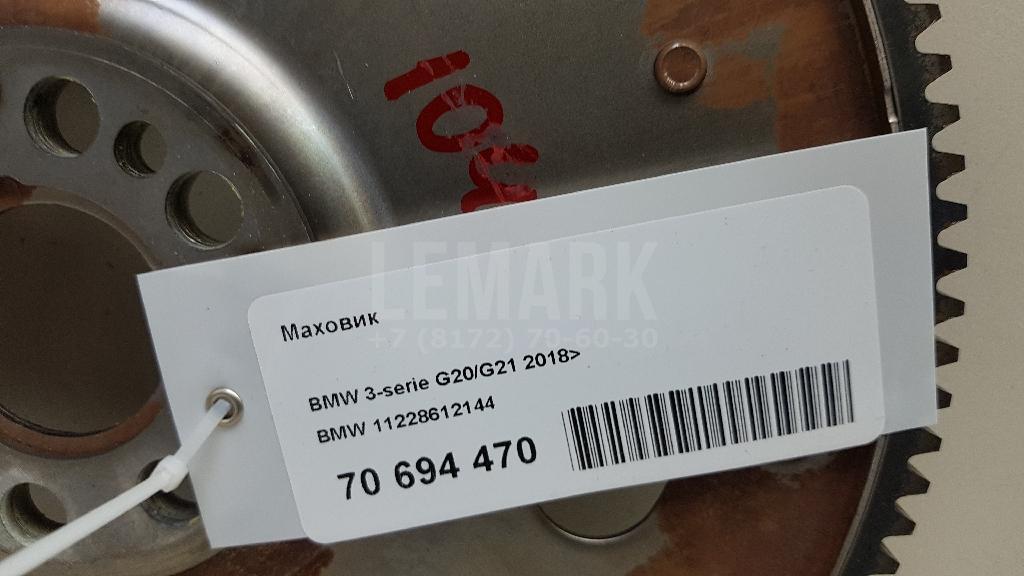 LEMARK
+7 (8172) 70-60-30
Маховик
BMW 3-serie G20/G21 2018>
BMW 11228612144
70 694 470